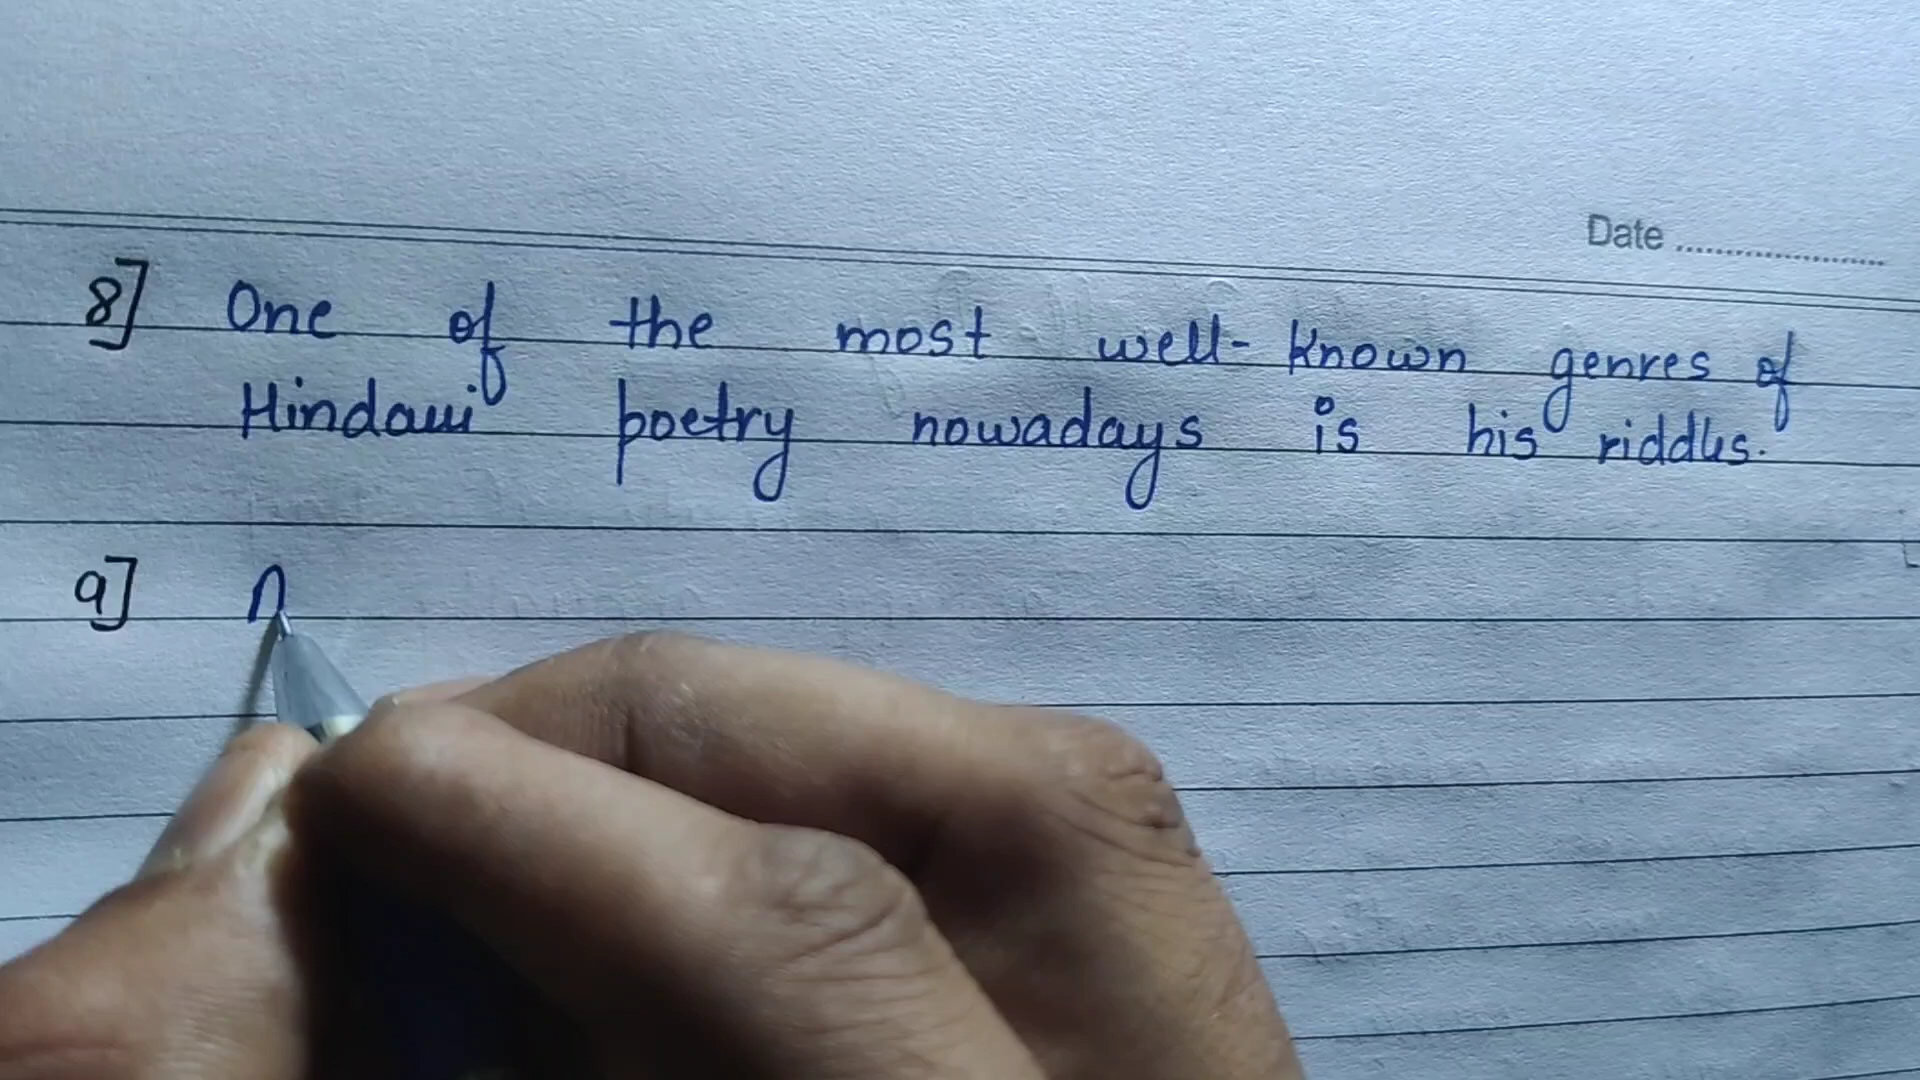 Date ........................
8] One of the most well-known genres of
Hindawi poetry nowadays is his riddles.
9]